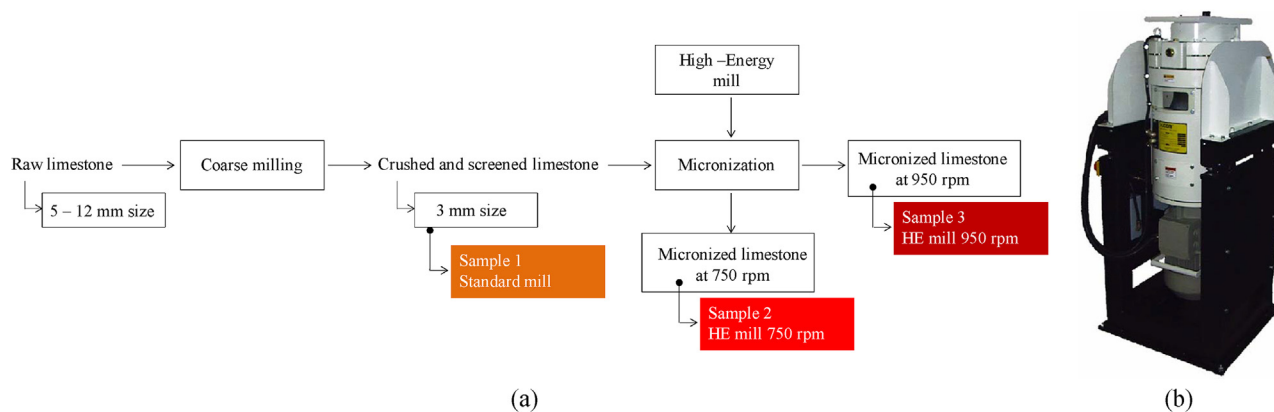 High –Energy
mill
Raw limestone
Coarse milling
Crushed and screened limestone
Micronization
Micronized limestone
at 950 rpm
5 – 12 mm size
3 mm size
Sample 3
HE mill 950 rpm
Sample 1
Standard mill
Micronized limestone
at 750 rpm
Sample 2
HE mill 750 rpm
(a)
(b)